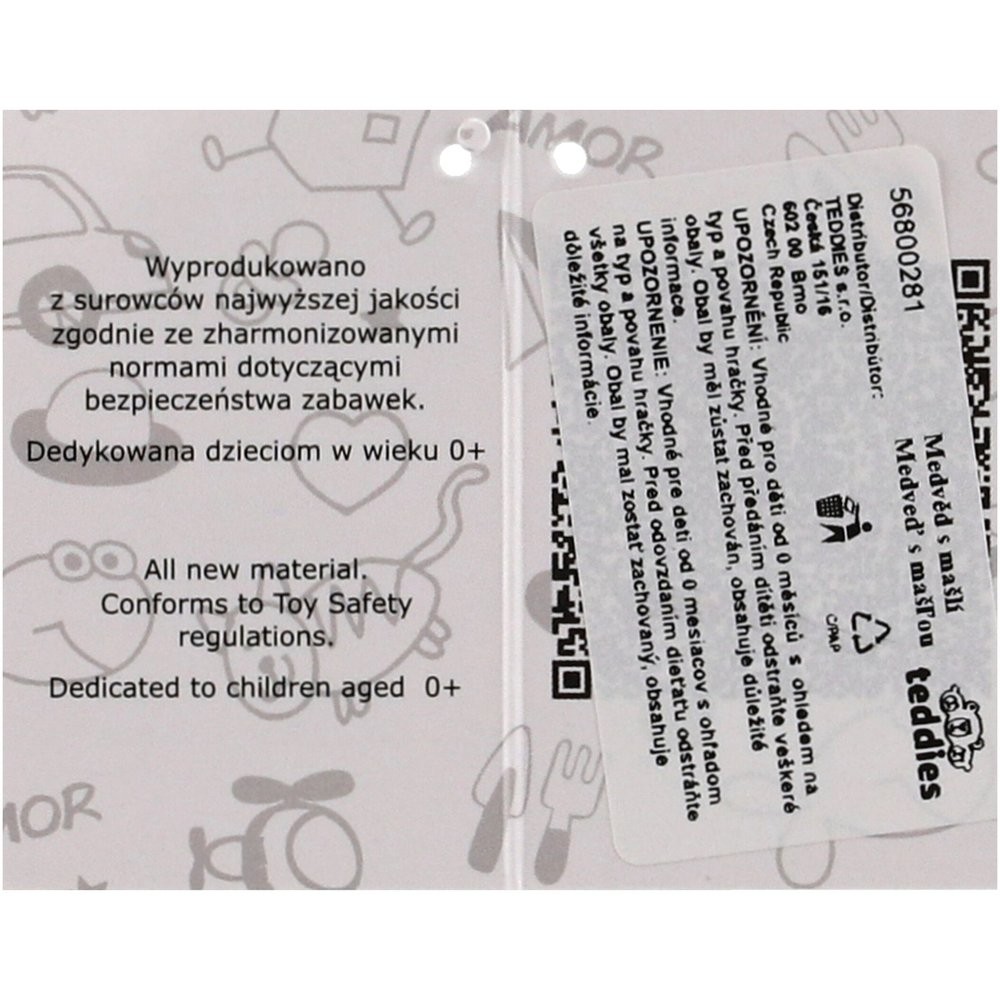 AMOR
Wyprodukowano
z surowców najwyższej jakości
zgodnie ze zharmonizowanymi
normami dotyczącymi
bezpieczeństwa zabawek.
Dedykowana dzieciom w wieku 0+
All new material.
Conforms to Toy Safety
regulations.
Dedicated to children aged 0+
MOR
568000281
Medvěd s mašlí
Medveď s mašľou
teddies
Distributor/Distribútor:
TEDDIES s.r.o.
Česká 151/16
602 00 Brno
Czech Republic
C/PAP
UPOZORNĚNÍ: Vhodné pro děti od 0 měsíců s ohledem na
typ a povahu hračky. Před předáním dítěti odstraňte veškeré
obaly. Obal by měl zůstat zachován, obsahuje důležité
informace.
UPOZORNENIE: Vhodné pre deti od 0 mesiacov s ohľadom
na typ a povahu hračky. Pred odovzdaním dieťaťu odstráňte
všetky obaly. Obal by mal zostať zachovaný, obsahuje
dôležité informácie.